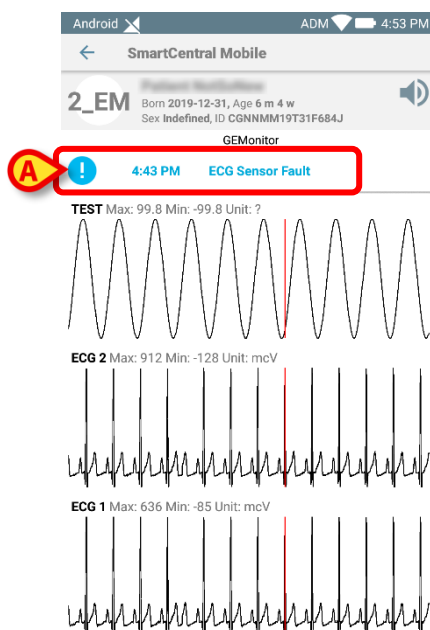 Android ADM 4:53 PM
SmartCentral Mobile
2_EM
Born 2019-12-31, Age 6 m 4 w
Sex Indefined, ID CGNNMM19T31F684J
GEMonitor
A ! 4:43 PM ECG Sensor Fault
TEST Max: 99.8 Min: -99.8 Unit: ?
ECG 2 Max: 912 Min: -128 Unit: mcV
ECG 1 Max: 636 Min: -85 Unit: mcV